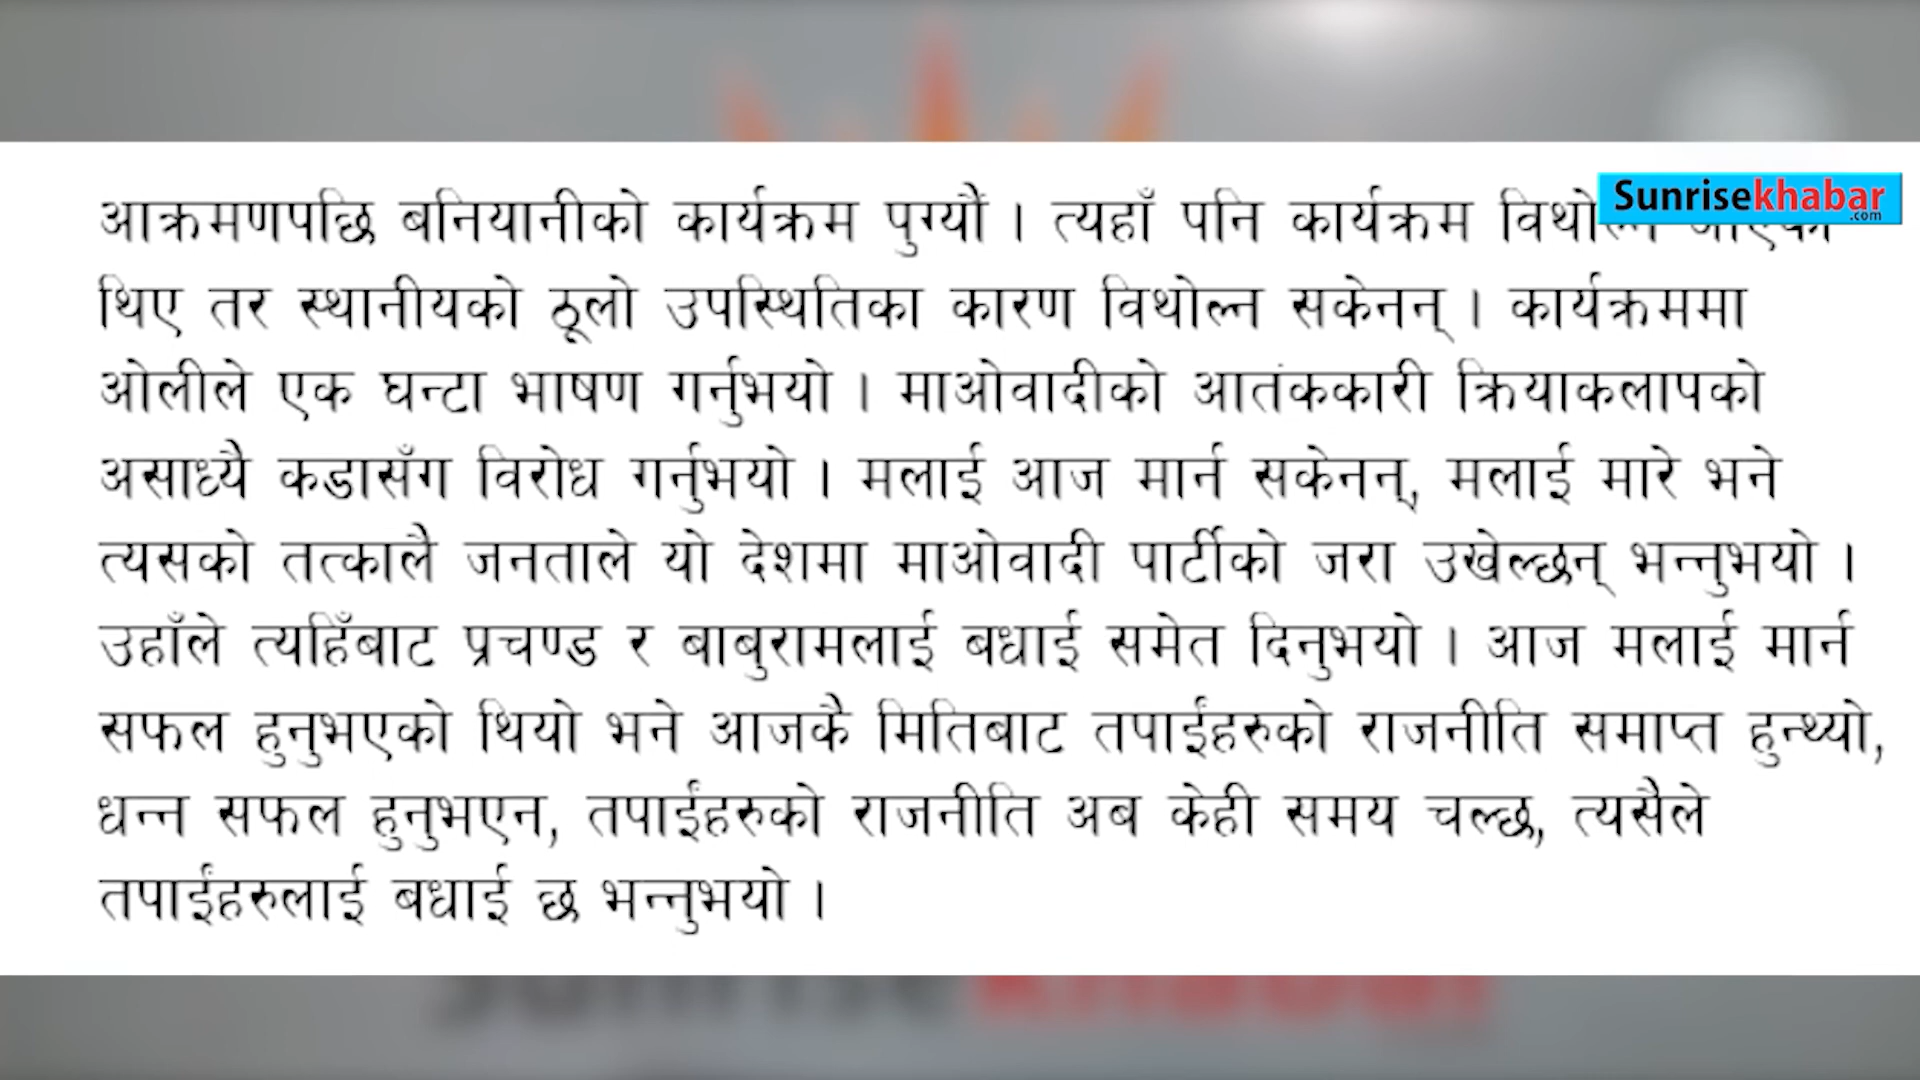 Sunrisekhabar
.com
आक्रमणपछि बनियानीको कार्यक्रम पुग्यौं । त्यहाँ पनि कार्यक्रम
थिए तर स्थानीयको ठूलो उपस्थितिका कारण विथोल्न सकेनन् । कार्यक्रममा
ओलीले एक घन्टा भाषण गर्नुभयो । माओवादीको आतंककारी क्रियाकलापको
असाध्यै कडासँग विरोध गर्नुभयो । मलाई आज मार्न सकेनन्, मलाई मारे भने
त्यसको तत्कालै जनताले यो देशमा माओवादी पार्टीको जरा उखेल्छन् भन्नुभयो ।
उहाँले त्यहिँबाट प्रचण्ड र बाबुरामलाई बधाई समेत दिनुभयो । आज मलाई मार्न
सफल हुनुभएको थियो भने आजकै मितिबाट तपाईंहरुको राजनीति समाप्त हुन्थ्यो,
धन्न सफल हुनुभएन, तपाईंहरुको राजनीति अब केही समय चल्छ, त्यसैले
तपाईंहरुलाई बधाई छ भन्नुभयो ।